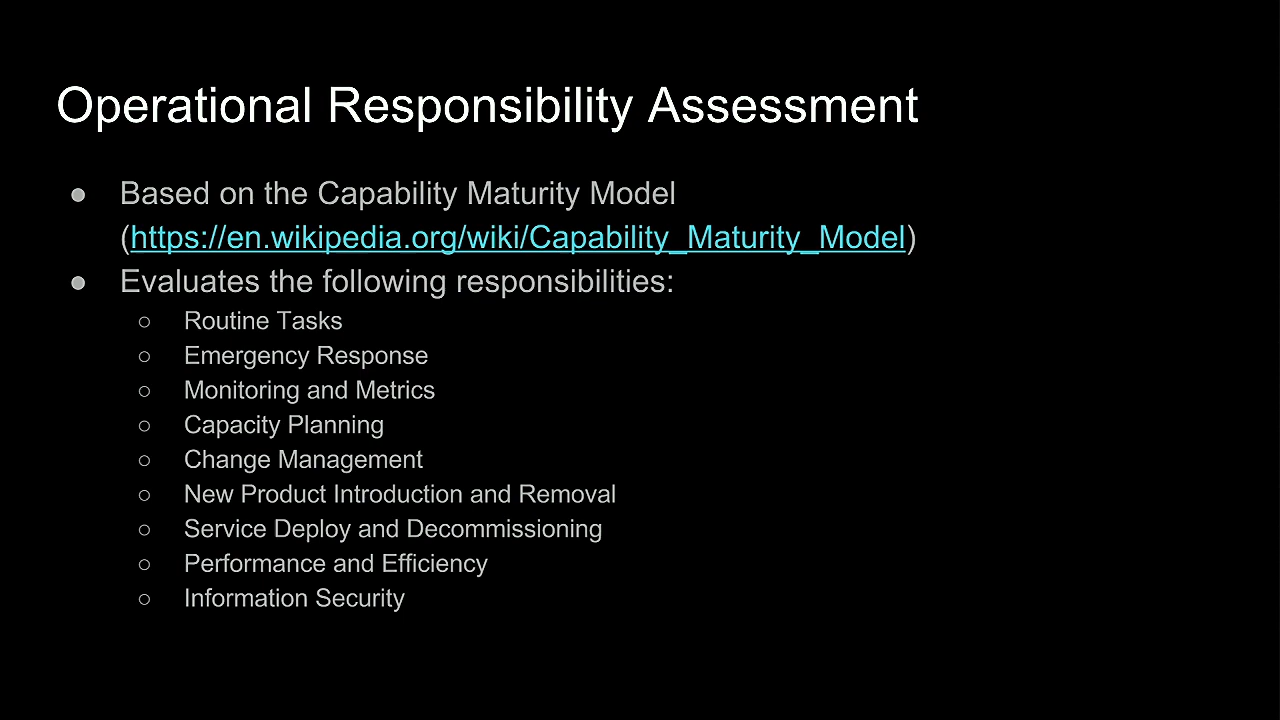 Operational Responsibility Assessment
● Based on the Capability Maturity Model
(https://en.wikipedia.org/wiki/Capability_Maturity_Model)
● Evaluates the following responsibilities:
○ Routine Tasks
○ Emergency Response
○ Monitoring and Metrics
○ Capacity Planning
○ Change Management
○ New Product Introduction and Removal
○ Service Deploy and Decommissioning
○ Performance and Efficiency
○ Information Security